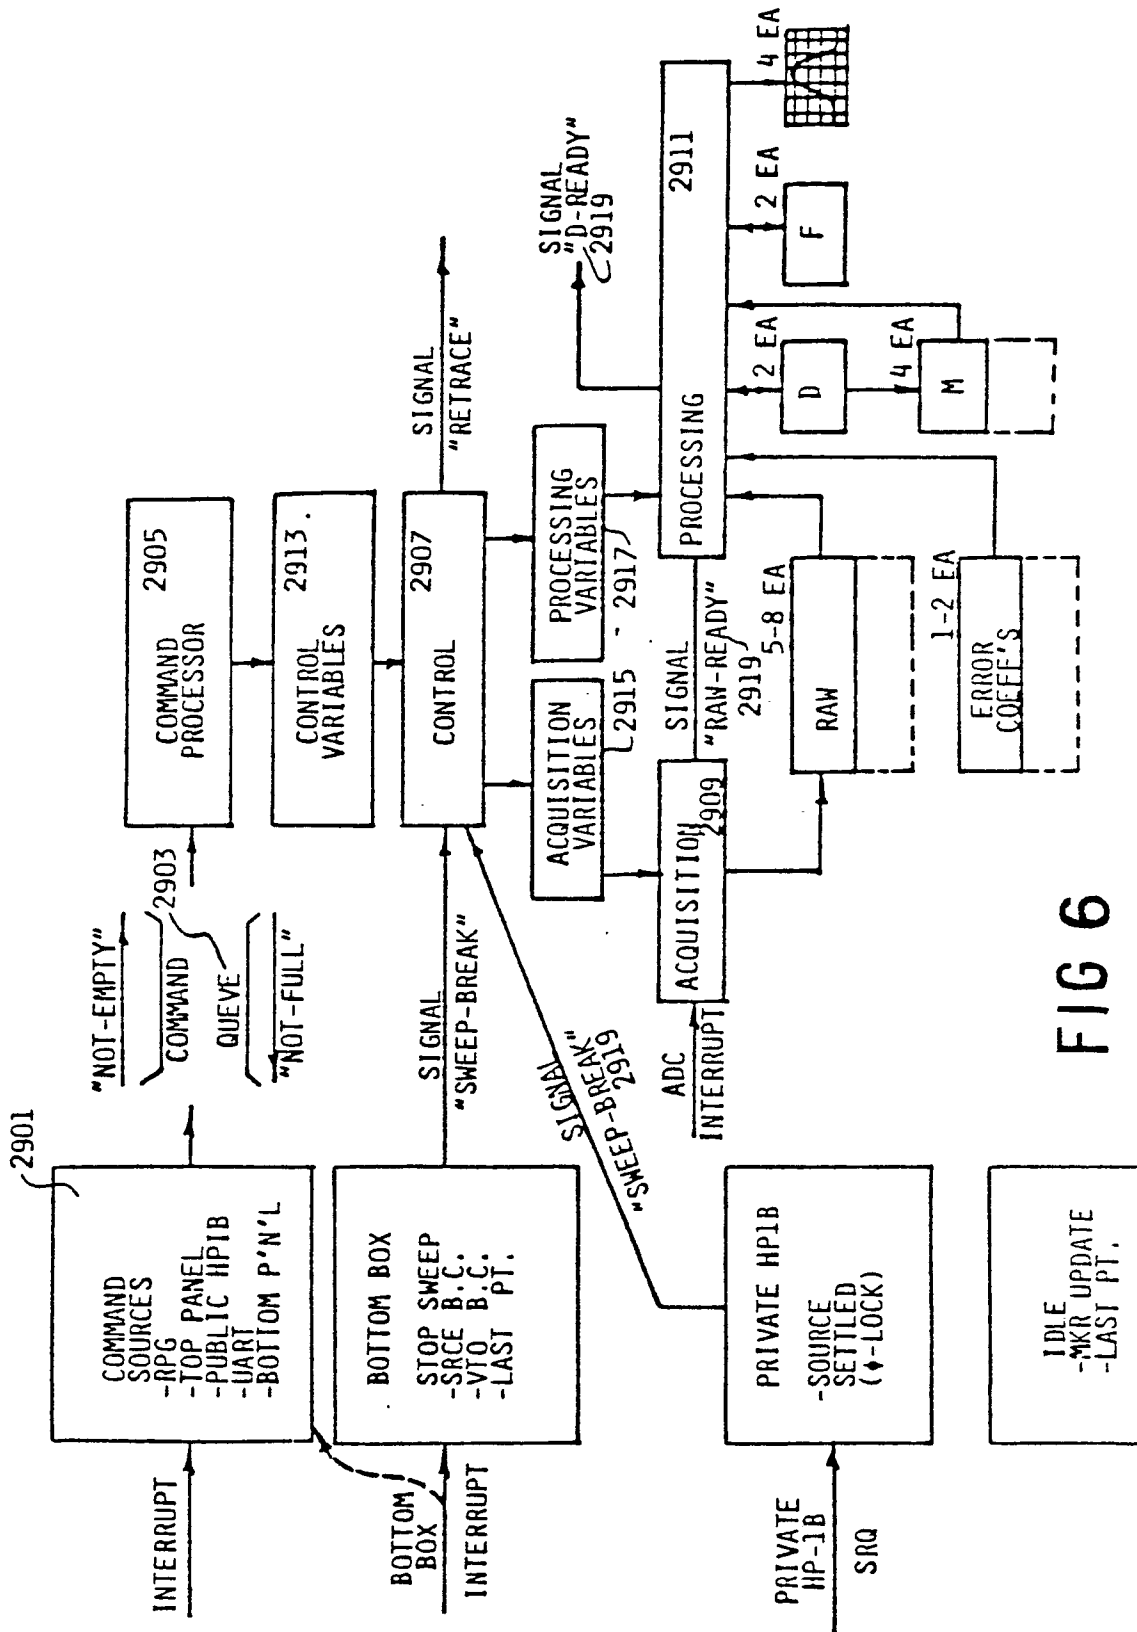 INTERRUPT
2901
COMMAND
SOURCES
-RPG
-TOP PANEL
-PUBLIC HPIB
-UART
-BOTTOM P'N'L
"NOT-EMPTY"
COMMAND
QUEVE
2903
"NOT-FULL"
COMMAND
PROCESSOR
2905
CONTROL
VARIABLES
2913.
BOTTOM
BOX
INTERRUPT
BOTTOM BOX
STOP SWEEP
-SRCE B.C.
-VTO B.C.
-LAST PT.
SIGNAL
"SWEEP-BREAK"
CONTROL
2907
SIGNAL
"RETRACE"
SIGNAL
"SWEEP-BREAK"
2919
ACQUISITION
VARIABLES
2915
PROCESSING
VARIABLES
2917
SIGNAL
"D-READY"
2919
ADC
INTERRUPT
ACQUISITION
2909
SIGNAL
"RAW-READY"
2919
PROCESSING
2911
PRIVATE
HP-1B
SRQ
PRIVATE HP1B
-SOURCE
SETTLED
(ϕ-LOCK)
5-8 EA
RAW
2 EA
D
2 EA
F
4 EA
4 EA
M
1-2 EA
ERROR
COEFF'S
IDLE
-MKR UPDATE
-LAST PT.
FIG 6